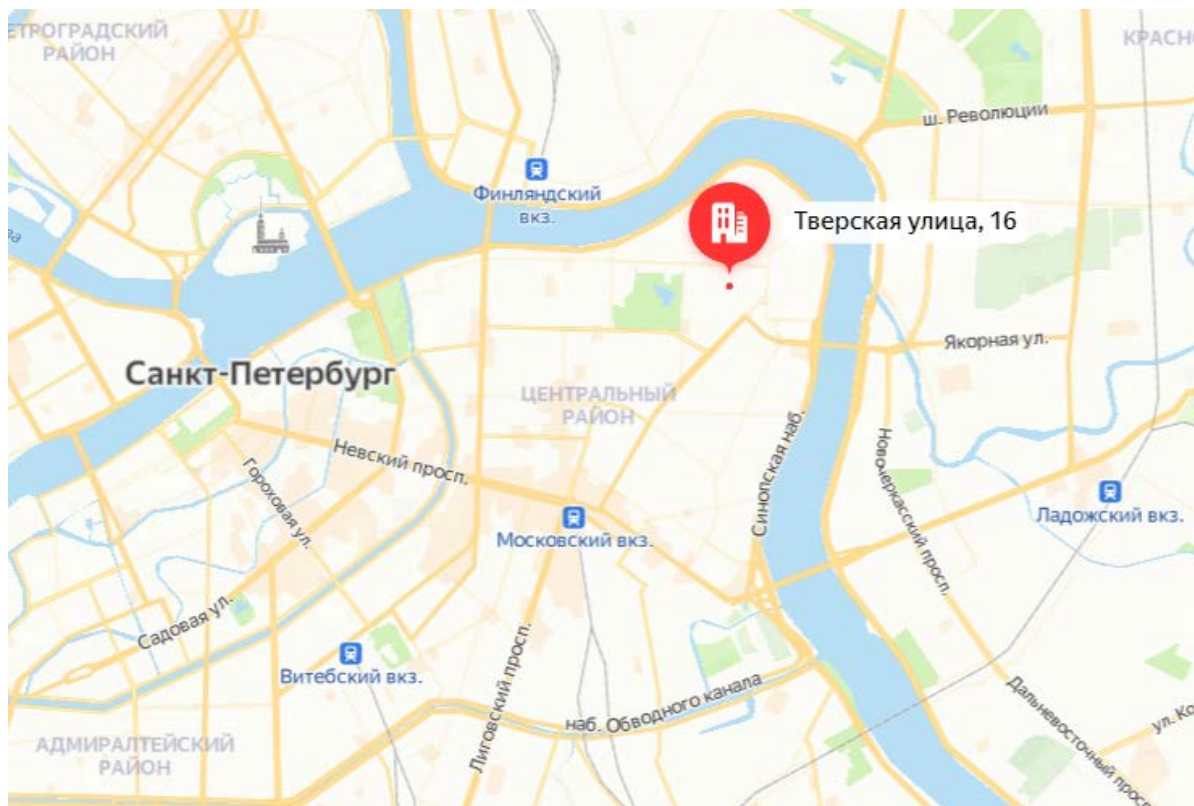 ЕТРОГРАДСКИЙ
РАЙОН
КРАСН
ш. Революции
Финляндский
вкз.
Тверская улица, 16
ва
Якорная ул.
Санкт-Петербург
ЦЕНТРАЛЬНЫЙ
РАЙОН
Невский просп.
Гороховая ул.
Синопская наб.
Новочеркасский просп.
Ладожский вкз.
Московский вкз.
Садовая ул.
Витебский вкз.
Лиговский просп.
наб. Обводного канала
Дальневосточный просп
ул. Ко
АДМИРАЛТЕЙСКИЙ
РАЙОН